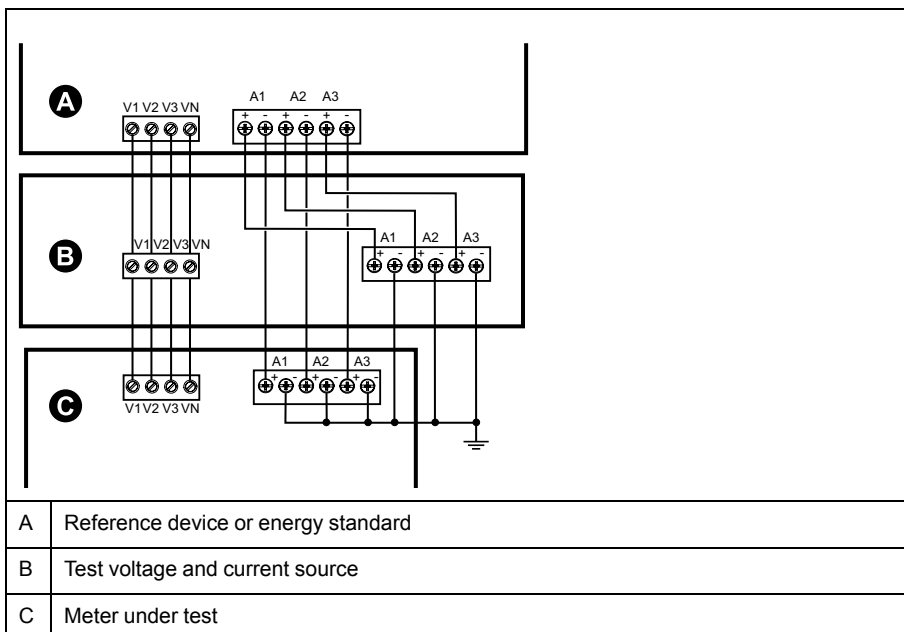 A
V1 V2 V3 VN
A1 A2 A3
+ - + - + -
B
V1 V2 V3 VN
A1 A2 A3
+ - + - + -
C
A1 A2 A3
+ - + - + -
V1 V2 V3 VN
A Reference device or energy standard
B Test voltage and current source
C Meter under test